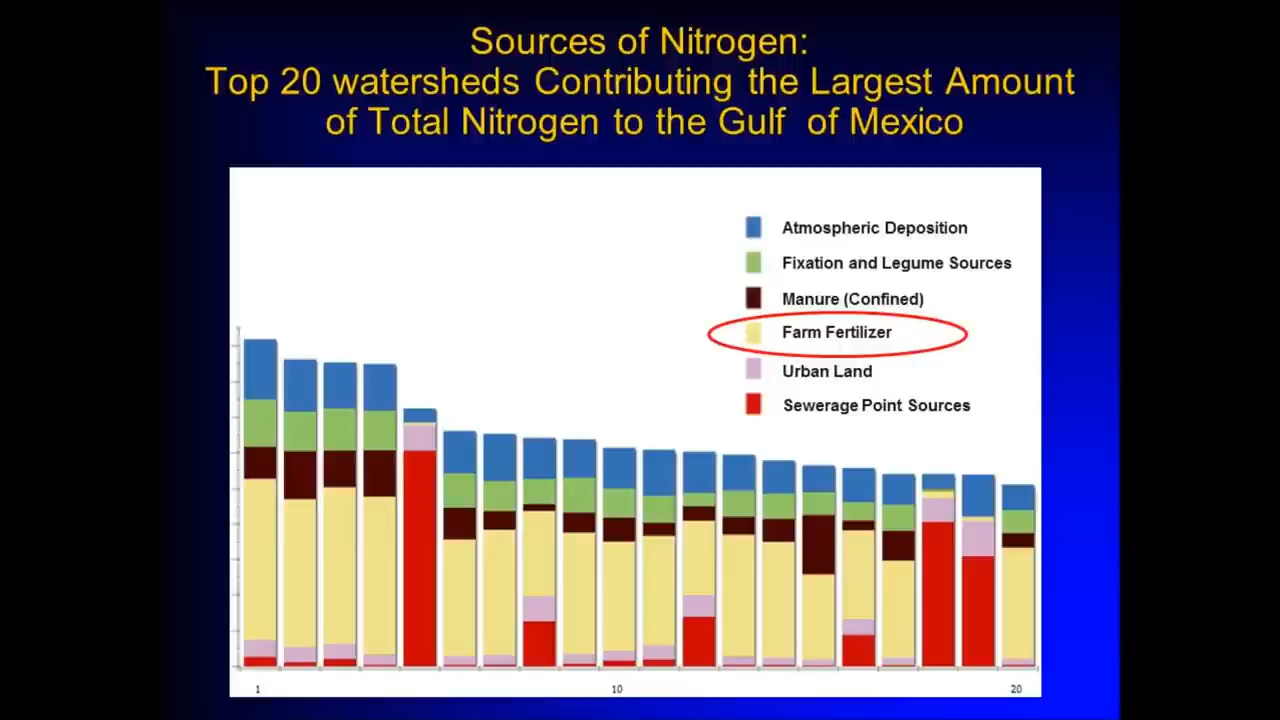 Sources of Nitrogen:
Top 20 watersheds Contributing the Largest Amount
of Total Nitrogen to the Gulf of Mexico
Atmospheric Deposition
Fixation and Legume Sources
Manure (Confined)
Farm Fertilizer
Urban Land
Sewerage Point Sources
1 10 20